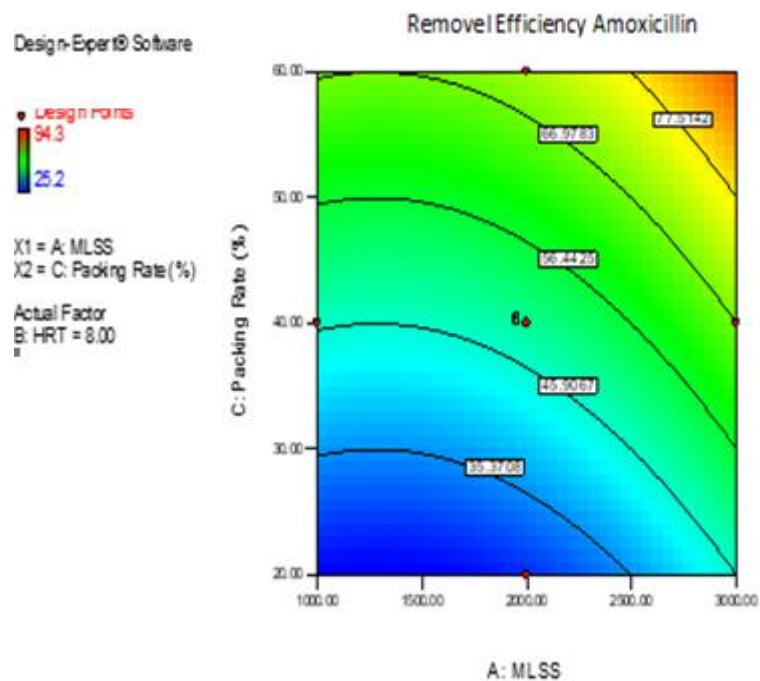 Removel Efficiency Amoxicillin
Design-Expert® Software
Design Points
94.3
25.2
X1 = A: MLSS
X2 = C: Packing Rate (%)
Actual Factor
B: HRT = 8.00
C: Packing Rate (%)
60.00
50.00
40.00
30.00
20.00
77.5142
66.9783
56.4425
6
45.9067
35.3708
1000.00
1500.00
2000.00
2500.00
3000.00
A: MLSS